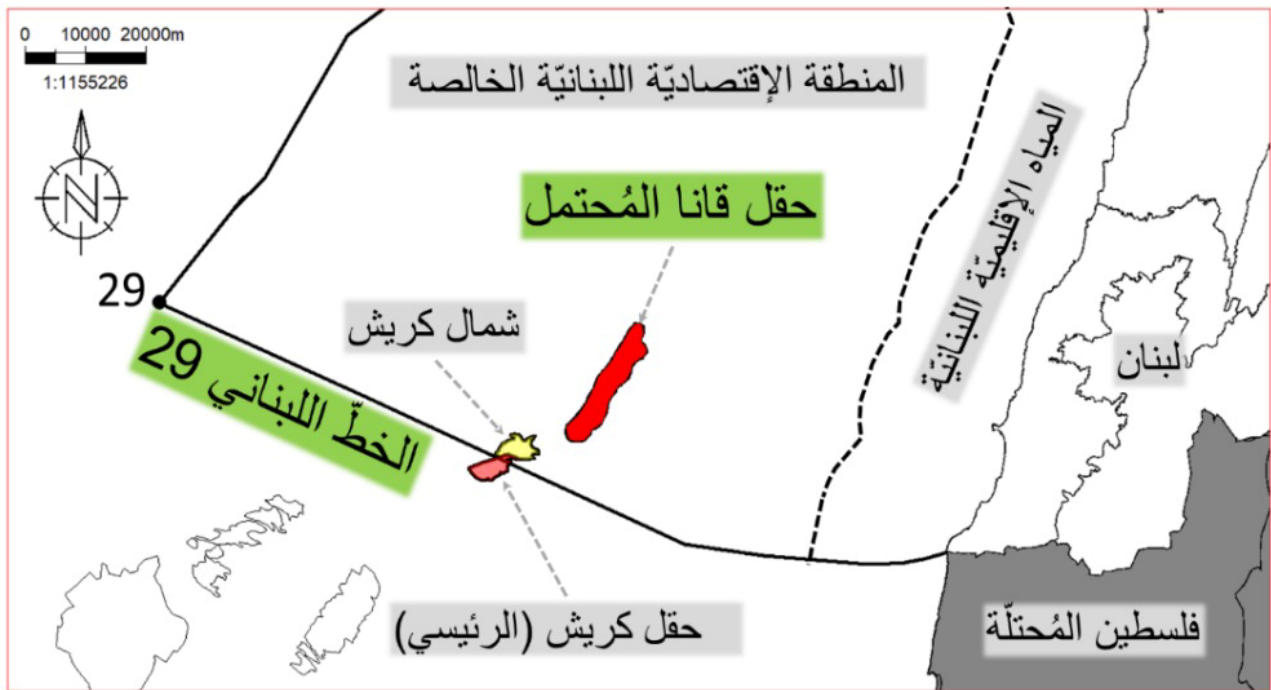 0 10000 20000m
1:1155226
N
المنطقة الإقتصاديّة اللبنانيّة الخالصة
المياه الإقليميّة اللبنانيّة
حقل قانا المُحتمل
29
شمال كريش
لبنان
الخطّ اللبناني 29
حقل كريش (الرئيسي)
فلسطين المُحتلّة